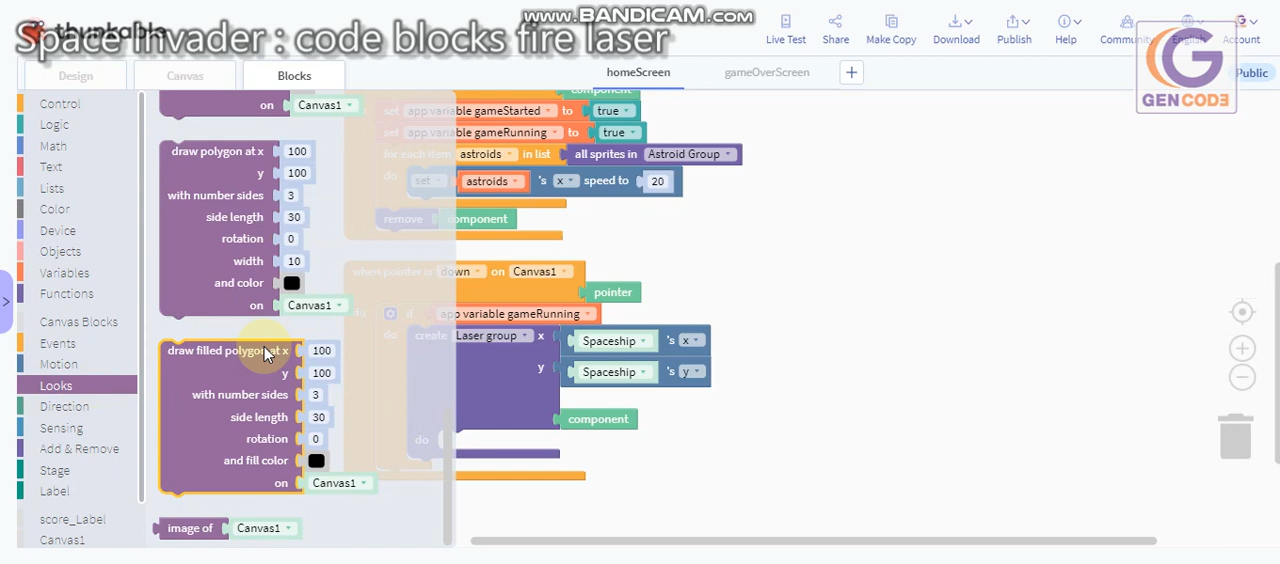 www.BANDICAM.com
Space Invader : code blocks fire laser
thunkable
Live Test
Share
Make Copy
Download
Publish
Help
Community
English
Account
Design
Canvas
Blocks
homeScreen
gameOverScreen
+
Public
GENCODE
Control
Logic
Math
Text
Lists
Color
Device
Objects
Variables
Functions
Canvas Blocks
Events
Motion
Looks
Direction
Sensing
Add & Remove
Stage
Label
score_Label
Canvas1
on Canvas1
draw polygon at x 100
y 100
with number sides 3
side length 30
rotation 0
width 10
and color
on Canvas1
draw filled polygon at x 100
y 100
with number sides 3
side length 30
rotation 0
and fill color
on Canvas1
image of Canvas1
component
set app variable gameStarted to true
set app variable gameRunning to true
for each item astroids in list all sprites in Astroid Group
do set astroids 's x speed to 20
remove component
when pointer is down on Canvas1
pointer
do if app variable gameRunning
do create Laser group x Spaceship 's x
y Spaceship 's y
component
do